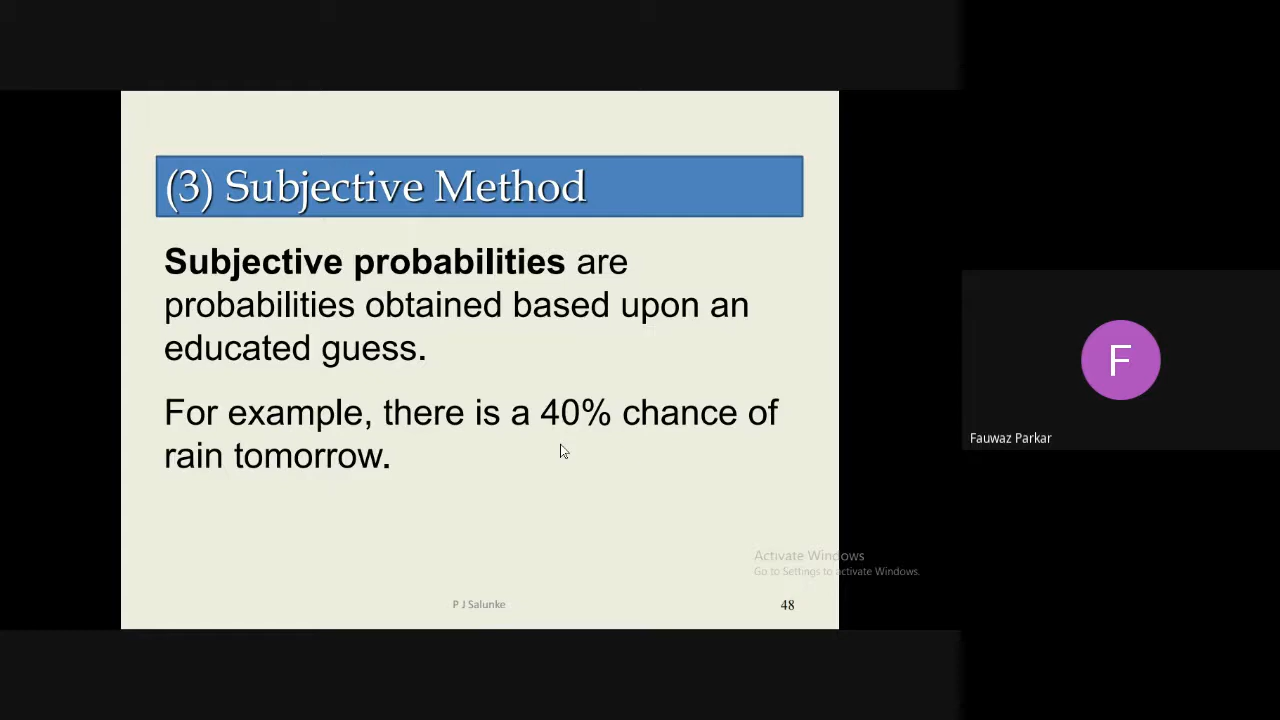 (3) Subjective Method
Subjective probabilities are
probabilities obtained based upon an
educated guess.
For example, there is a 40% chance of
rain tomorrow.
Activate Windows
Go to Settings to activate Windows.
P J Salunke
48
F
Fauwaz Parkar